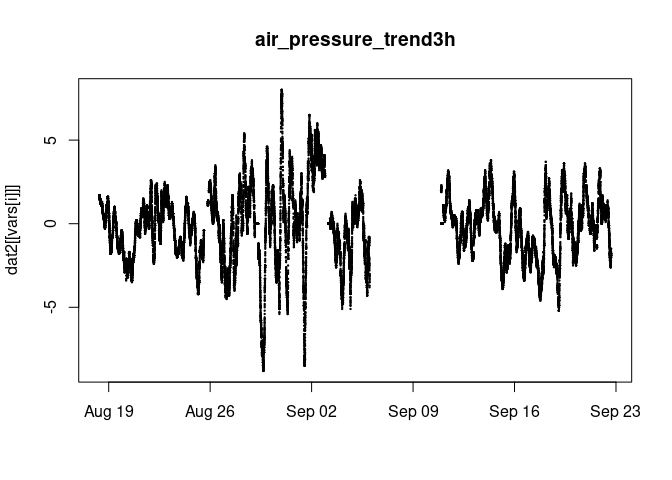 air_pressure_trend3h
dat2[[vars[i]]]
5
0
-5
Aug 19 Aug 26 Sep 02 Sep 09 Sep 16 Sep 23